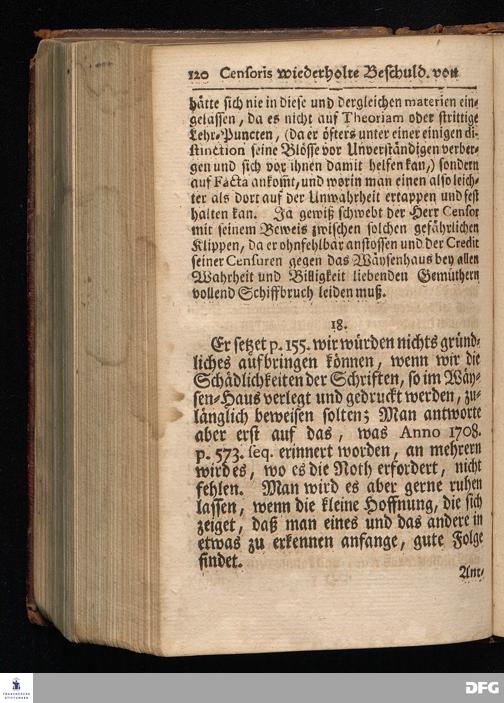 120 Censoris wiederholte Beschuld. von
hätte sich nie in diese und dergleichen materien ein-
gelassen, da es nicht auf Theoriam oder strittige
Lehr-Puncten, (da er öfters unter einer einigen di-
stinction seine Blösse vor Unverständigen verber-
gen und sich vor ihnen damit helfen kan,) sondern
auf Facta ankom̃t, und worin man einen also leich-
ter als dort auf der Unwahrheit ertappen und fest
halten kan. Ja gewiß schwebt der Herr Censor
mit seinem Beweis zwischen solchen gefährlichen
Klippen, da er ohnfehlbar anstossen und der Credit
seiner Censuren gegen das Wäysenhaus bey allen
Wahrheit und Billigkeit liebenden Gemüthern
vollend Schiffbruch leiden muß.
18.
Er setzet p. 155. wir würden nichts gründ-
liches aufbringen können, wenn wir die
Schädlichkeiten der Schriften, so im Wäy-
sen-Haus verlegt und gedruckt werden, zu-
länglich beweisen solten; Man antworte
aber erst auf das, was Anno 1708.
p. 573. seq. erinnert worden, an mehrern
wird es, wo es die Noth erfordert, nicht
fehlen. Man wird es aber gerne ruhen
lassen, wenn die kleine Hoffnung, die sich
zeiget, daß man eines und das andere in
etwas zu erkennen anfange, gute Folge
findet.
Ant-
FRANCKESCHE
STIFTUNGEN
DFG